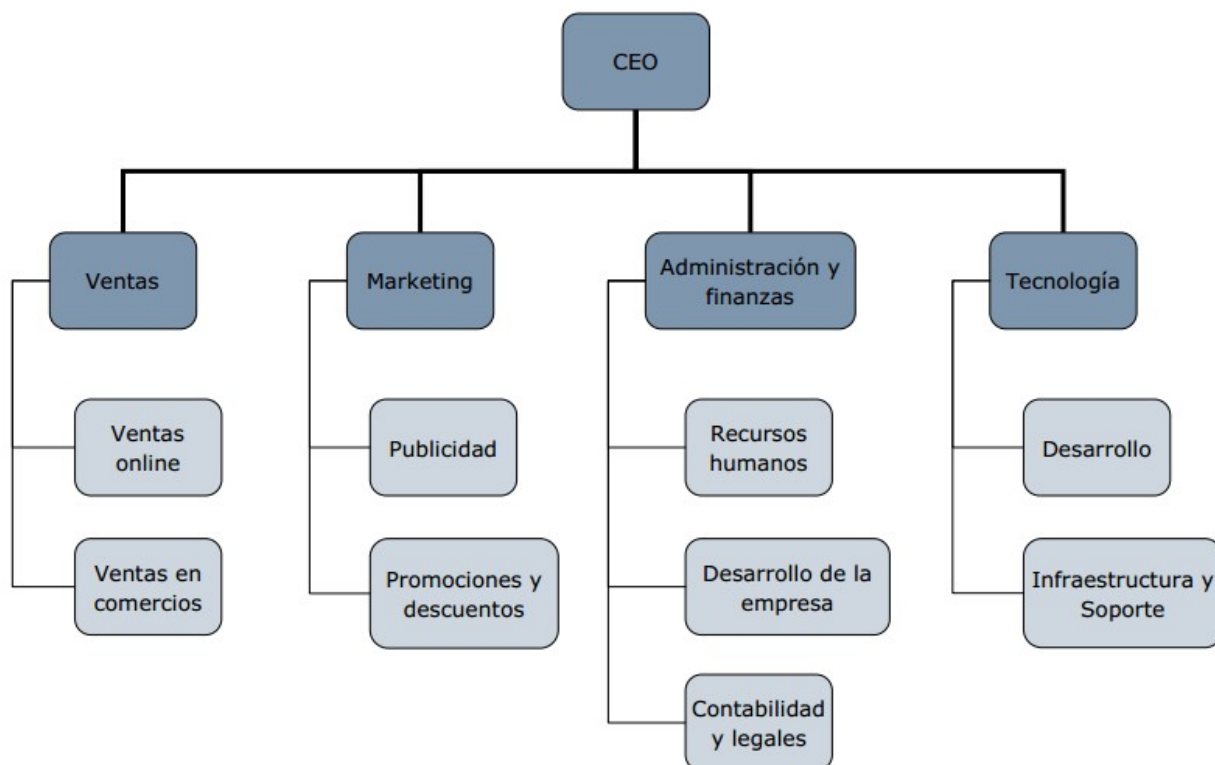 CEO
Ventas
Marketing
Administración y
finanzas
Tecnología
Ventas
online
Publicidad
Recursos
humanos
Desarrollo
Ventas en
comercios
Promociones y
descuentos
Desarrollo de la
empresa
Infraestructura y
Soporte
Contabilidad
y legales